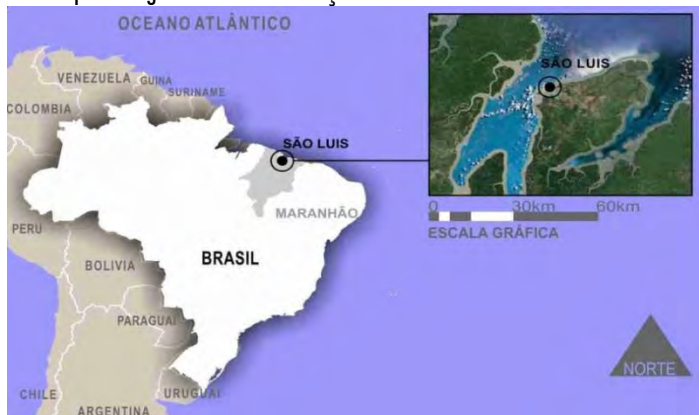 OCEANO ATLÂNTICO
VENEZUELA
GUINA
SURINAME
COLOMBIA
SÃO LUIS
MARANHÃO
PERU
BRASIL
BOLIVIA
PARAGUAI
CHILE
URUGUAI
ARGENTINA
SÃO LUIS
0 30km 60km
ESCALA GRÁFICA
NORTE